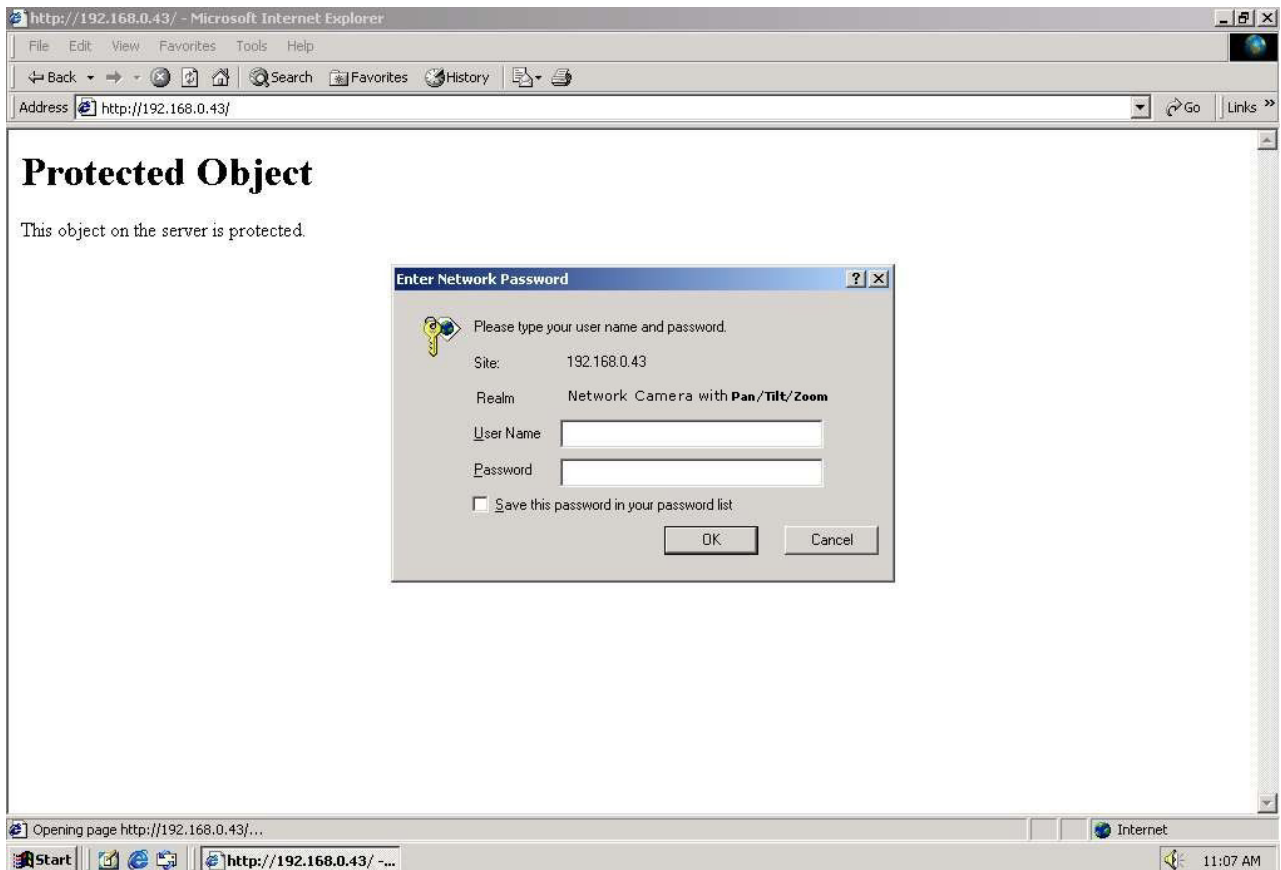 http://192.168.0.43/ - Microsoft Internet Explorer
File Edit View Favorites Tools Help
Back Search Favorites History
Address http://192.168.0.43/ Go Links »
Protected Object
This object on the server is protected.
Enter Network Password
Please type your user name and password.
Site: 192.168.0.43
Realm Network Camera with Pan/Tilt/Zoom
User Name
Password
Save this password in your password list
OK Cancel
Opening page http://192.168.0.43/... Internet
Start http://192.168.0.43/ -... 11:07 AM